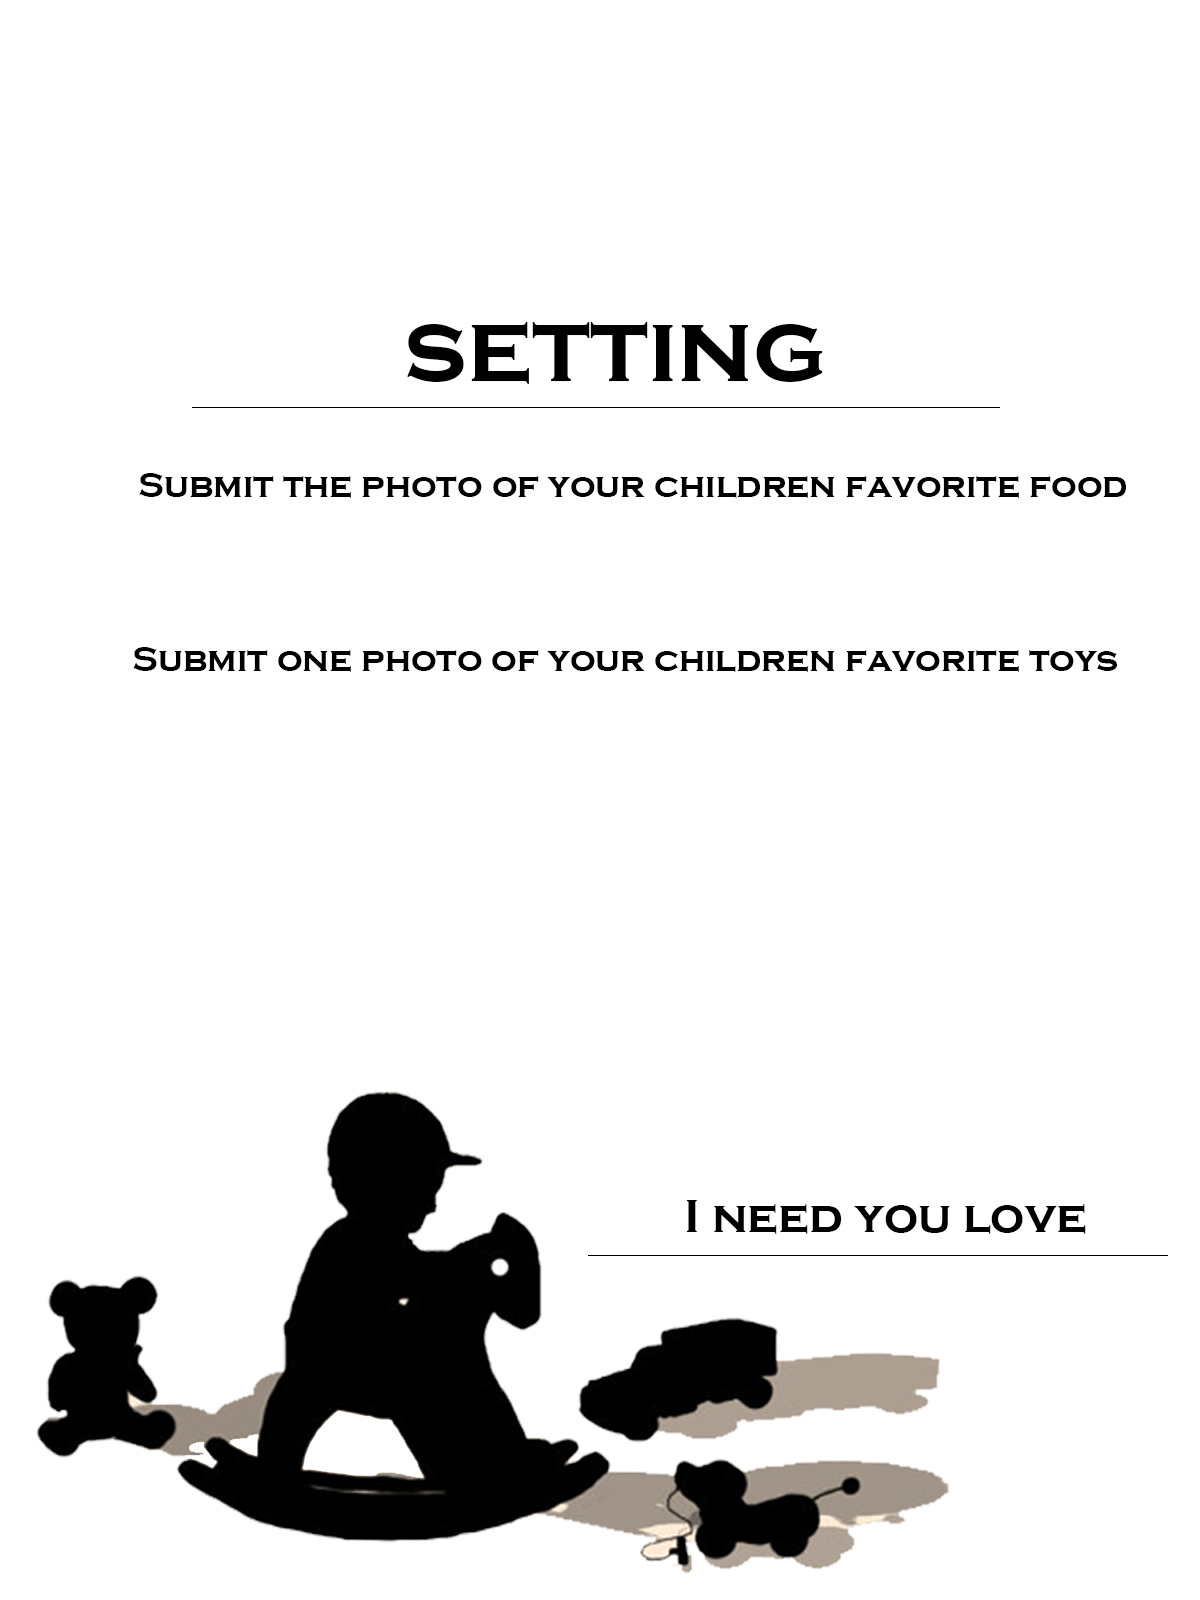 SETTING
Submit the photo of your children favorite food
Submit one photo of your children favorite toys
I need you love